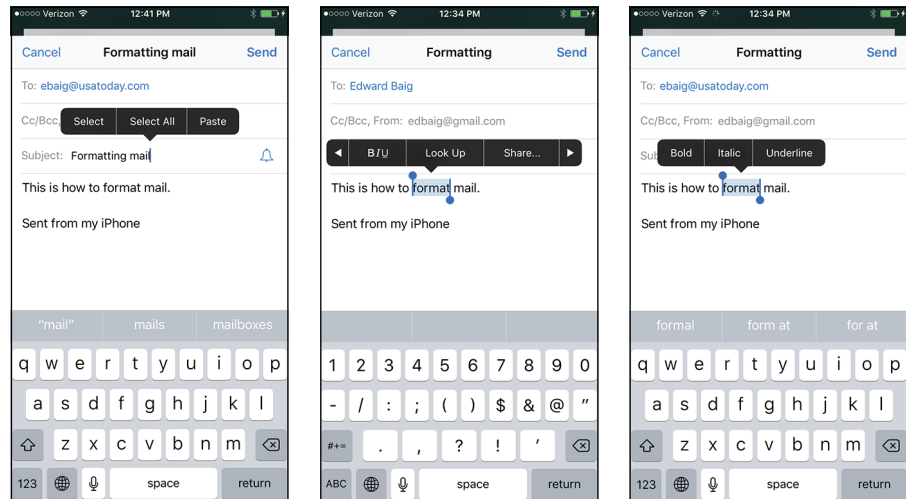 ●○○○○ Verizon 12:41 PM
Cancel Formatting mail Send
To: ebaig@usatoday.com
Cc/Bcc,
Select Select All Paste
Subject: Formatting mail
This is how to format mail.
Sent from my iPhone
"mail" mails mailboxes
q w e r t y u i o p
a s d f g h j k l
z x c v b n m
123 space return
●○○○○ Verizon 12:34 PM
Cancel Formatting Send
To: Edward Baig
Cc/Bcc, From: edbaig@gmail.com
◀ BIU Look Up Share... ▶
This is how to format mail.
Sent from my iPhone
1 2 3 4 5 6 7 8 9 0
- / : ; ( ) $ & @ "
#+= . , ? ! '
ABC space return
●○○○○ Verizon 12:34 PM
Cancel Formatting Send
To: ebaig@usatoday.com
Cc/Bcc, From: edbaig@gmail.com
Sub
Bold Italic Underline
This is how to format mail.
Sent from my iPhone
formal form at for at
q w e r t y u i o p
a s d f g h j k l
z x c v b n m
123 space return